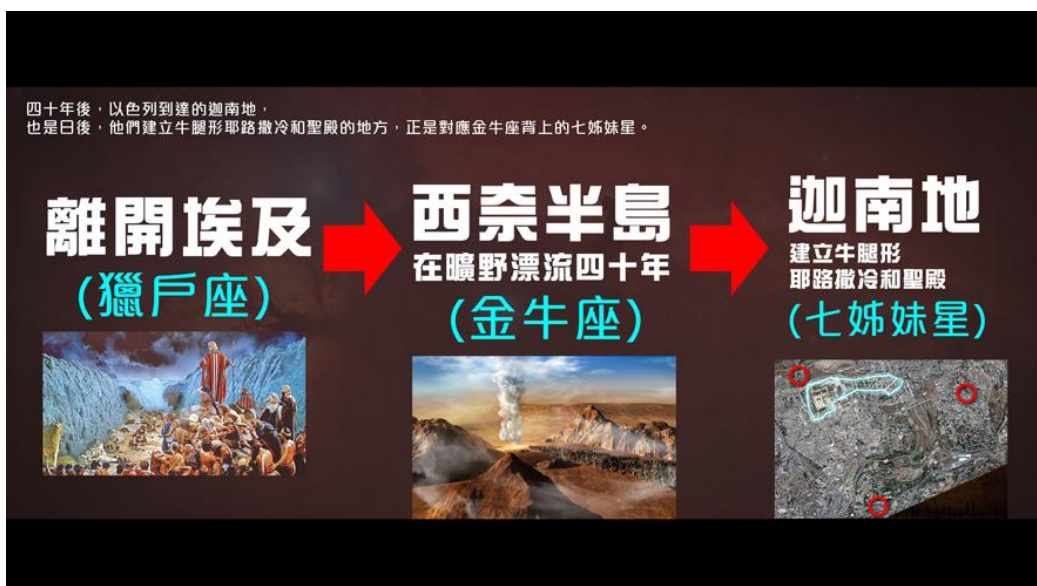 四十年後，以色列到達的迦南地，
也是日後，他們建立牛腿形耶路撒冷和聖殿的地方，正是對應金牛座背上的七姊妹星。
離開埃及
(獵戶座)
西奈半島
在曠野漂流四十年
(金牛座)
迦南地
建立牛腿形
耶路撒冷和聖殿
(七姊妹星)